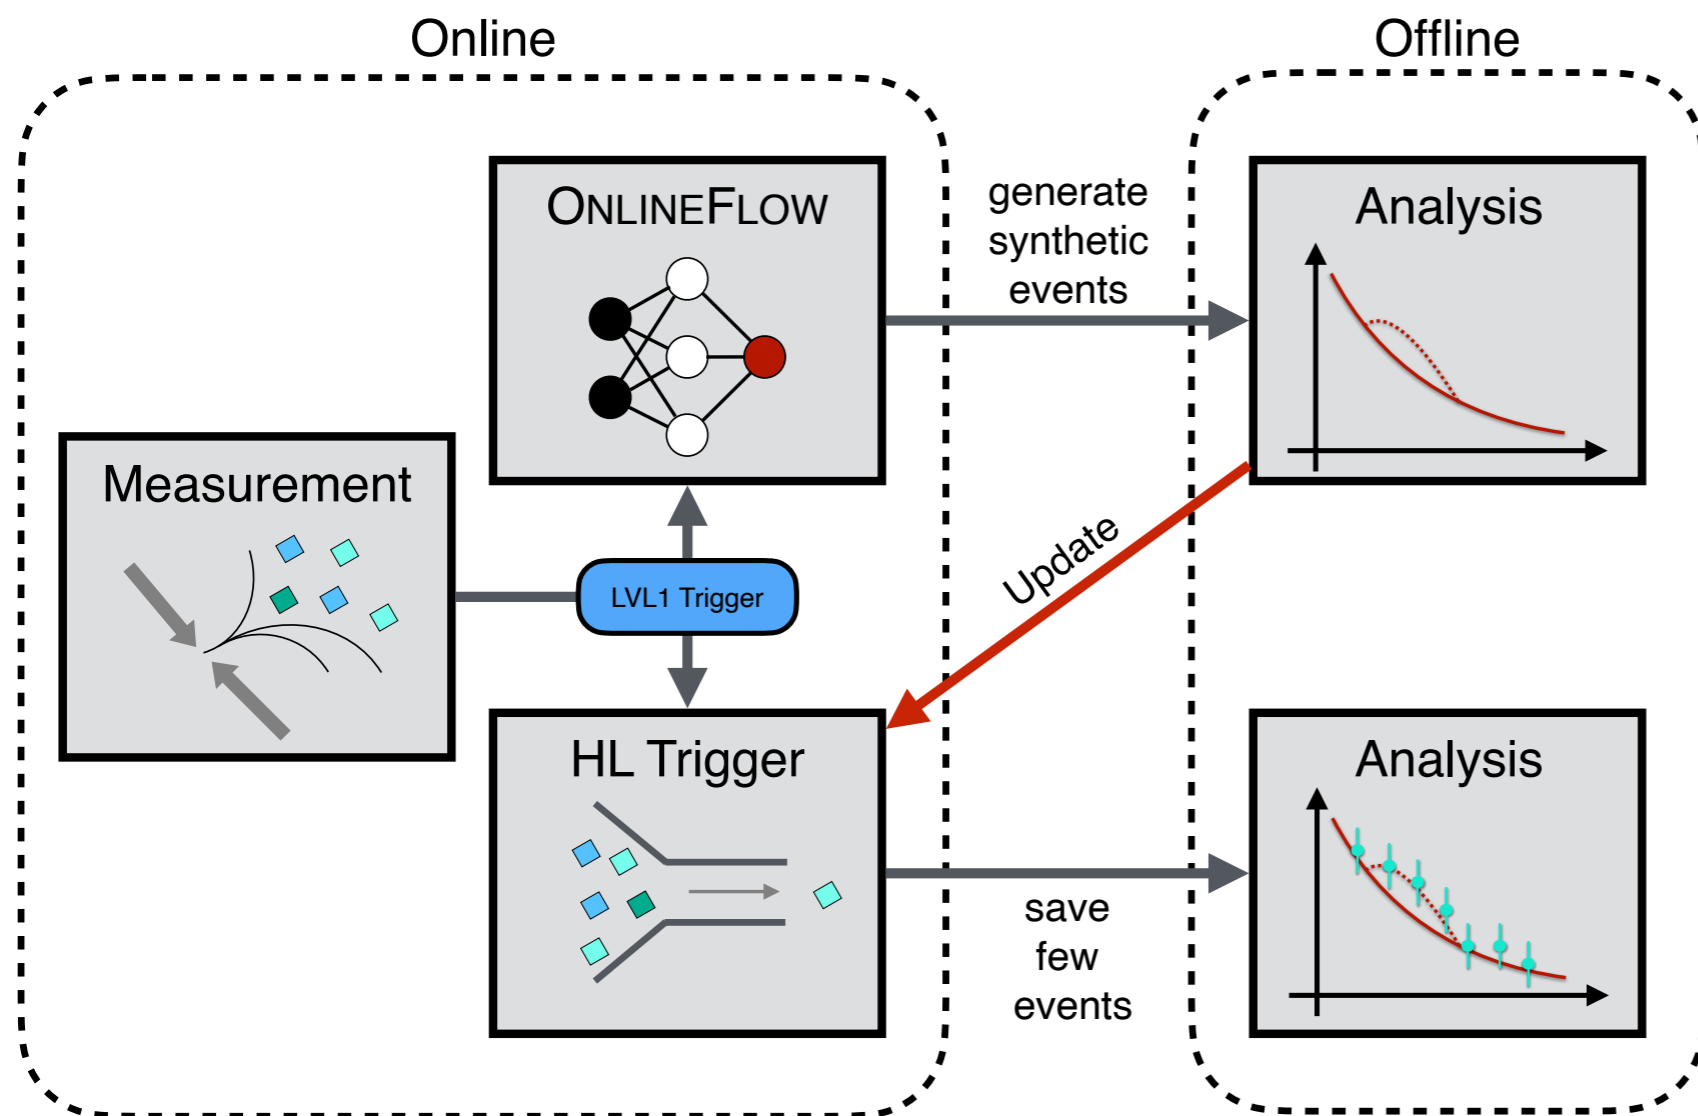 Online
Offline
ONLINEFLOW
generate
synthetic
events
Analysis
Measurement
LVL1 Trigger
Update
HL Trigger
Analysis
save
few
events